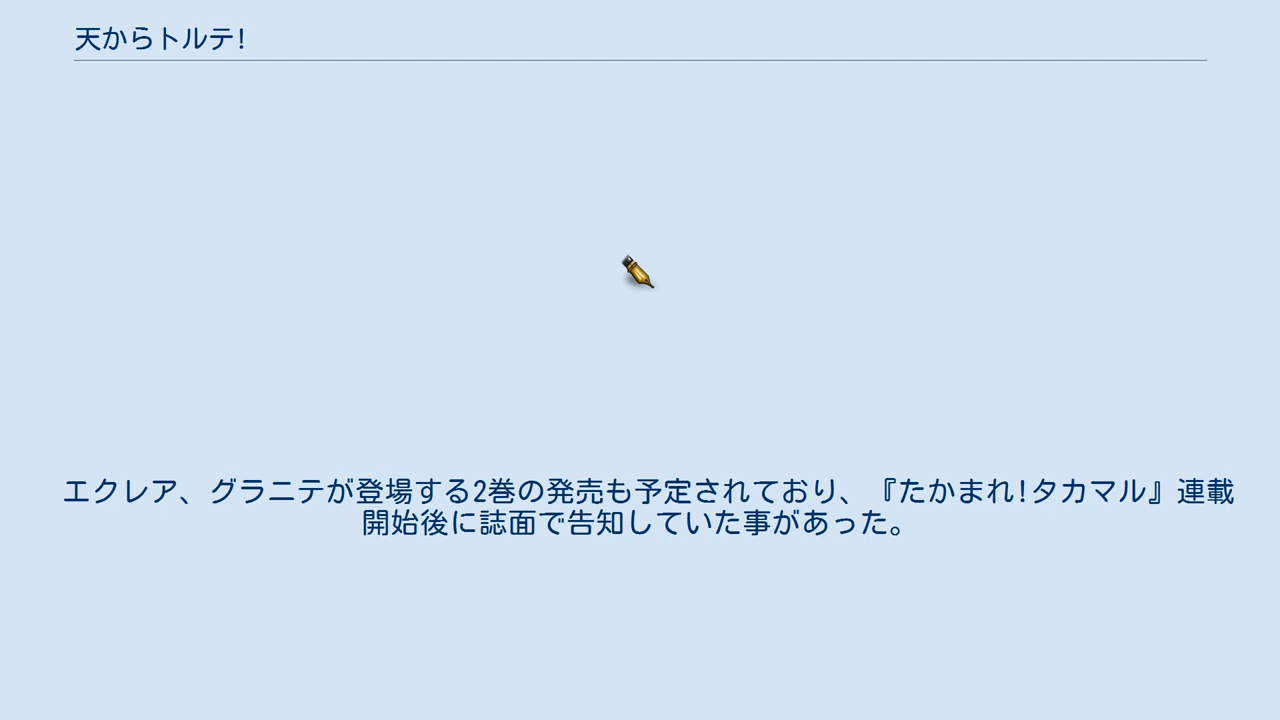 天からトルテ!
エクレア、グラニテが登場する2巻の発売も予定されており、『たかまれ!タカマル』連載
開始後に誌面で告知していた事があった。